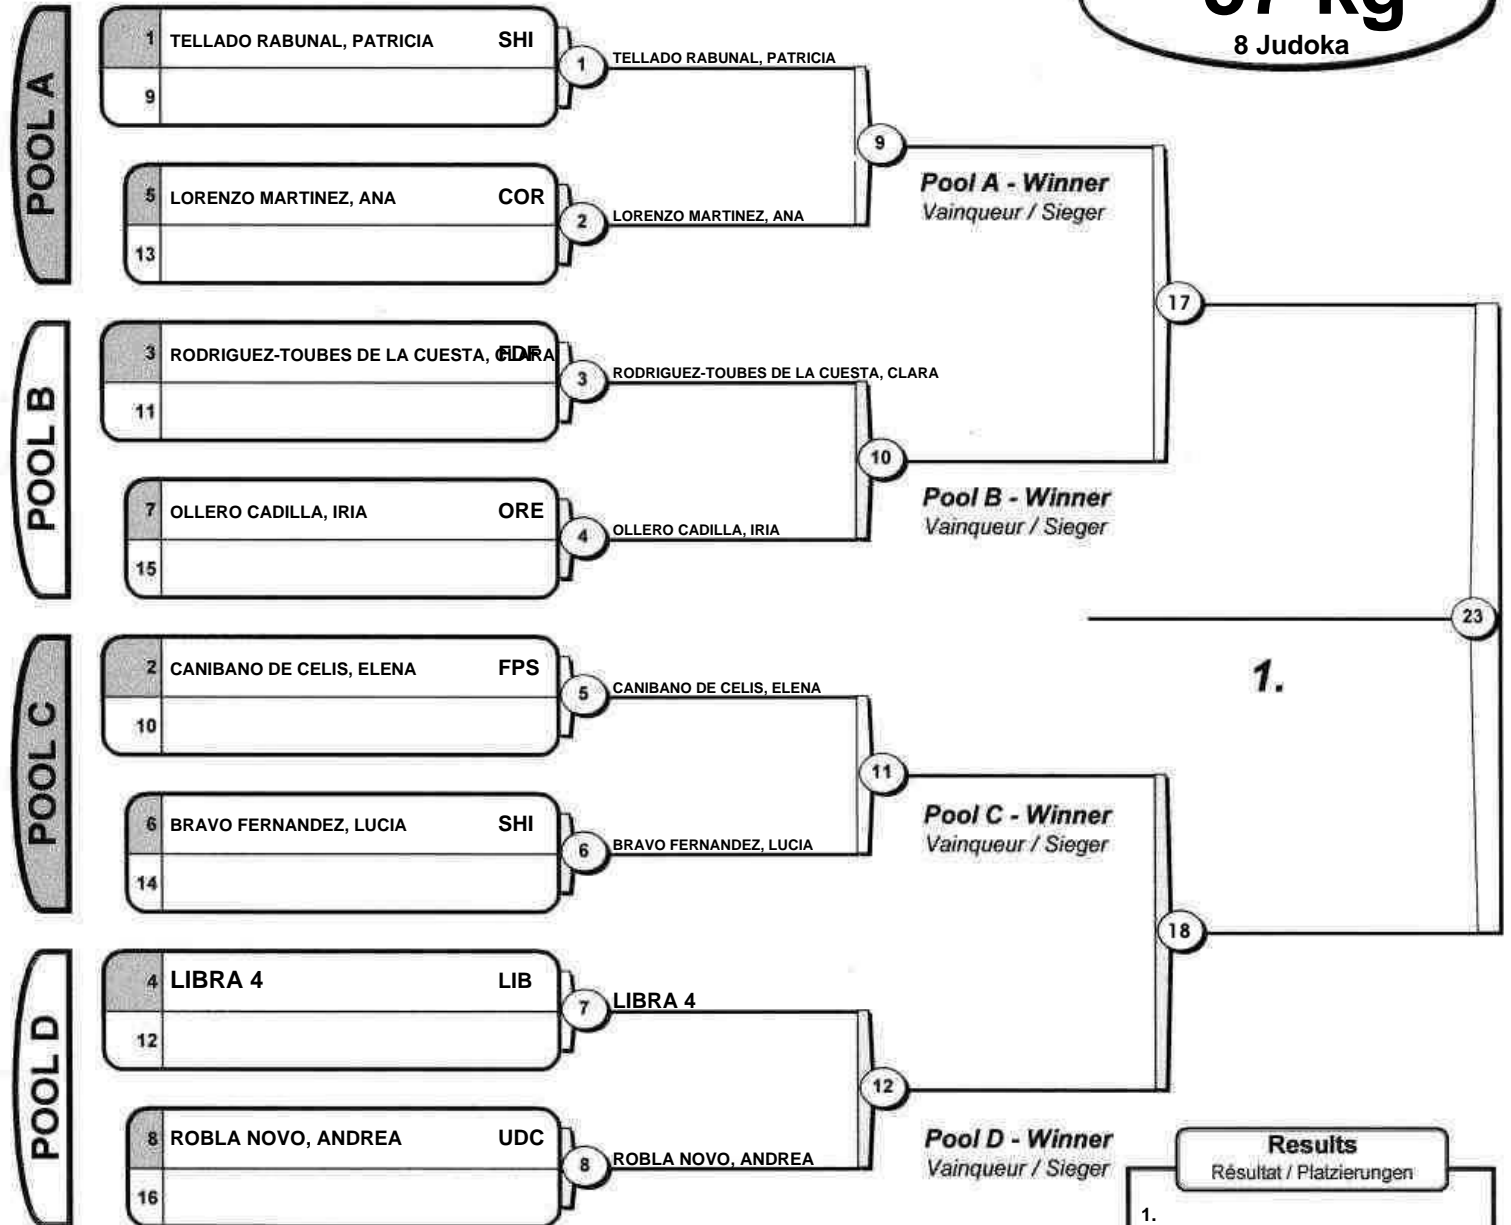 57 kg
8 Judoka
POOL A
1 TELLADO RABUNAL, PATRICIA SHI
9
1
TELLADO RABUNAL, PATRICIA
5 LORENZO MARTINEZ, ANA COR
13
2
LORENZO MARTINEZ, ANA
9
Pool A - Winner
Vainqueur / Sieger
POOL B
3 RODRIGUEZ-TOUBES DE LA CUESTA, CLARA FDF
11
3
RODRIGUEZ-TOUBES DE LA CUESTA, CLARA
7 OLLERO CADILLA, IRIA ORE
15
4
OLLERO CADILLA, IRIA
10
Pool B - Winner
Vainqueur / Sieger
17
POOL C
2 CANIBANO DE CELIS, ELENA FPS
10
5
CANIBANO DE CELIS, ELENA
6 BRAVO FERNANDEZ, LUCIA SHI
14
6
BRAVO FERNANDEZ, LUCIA
11
Pool C - Winner
Vainqueur / Sieger
POOL D
4 LIBRA 4 LIB
12
7
LIBRA 4
8 ROBLA NOVO, ANDREA UDC
16
8
ROBLA NOVO, ANDREA
12
Pool D - Winner
Vainqueur / Sieger
18
23
1.
Results
Résultat / Platzierungen
1.